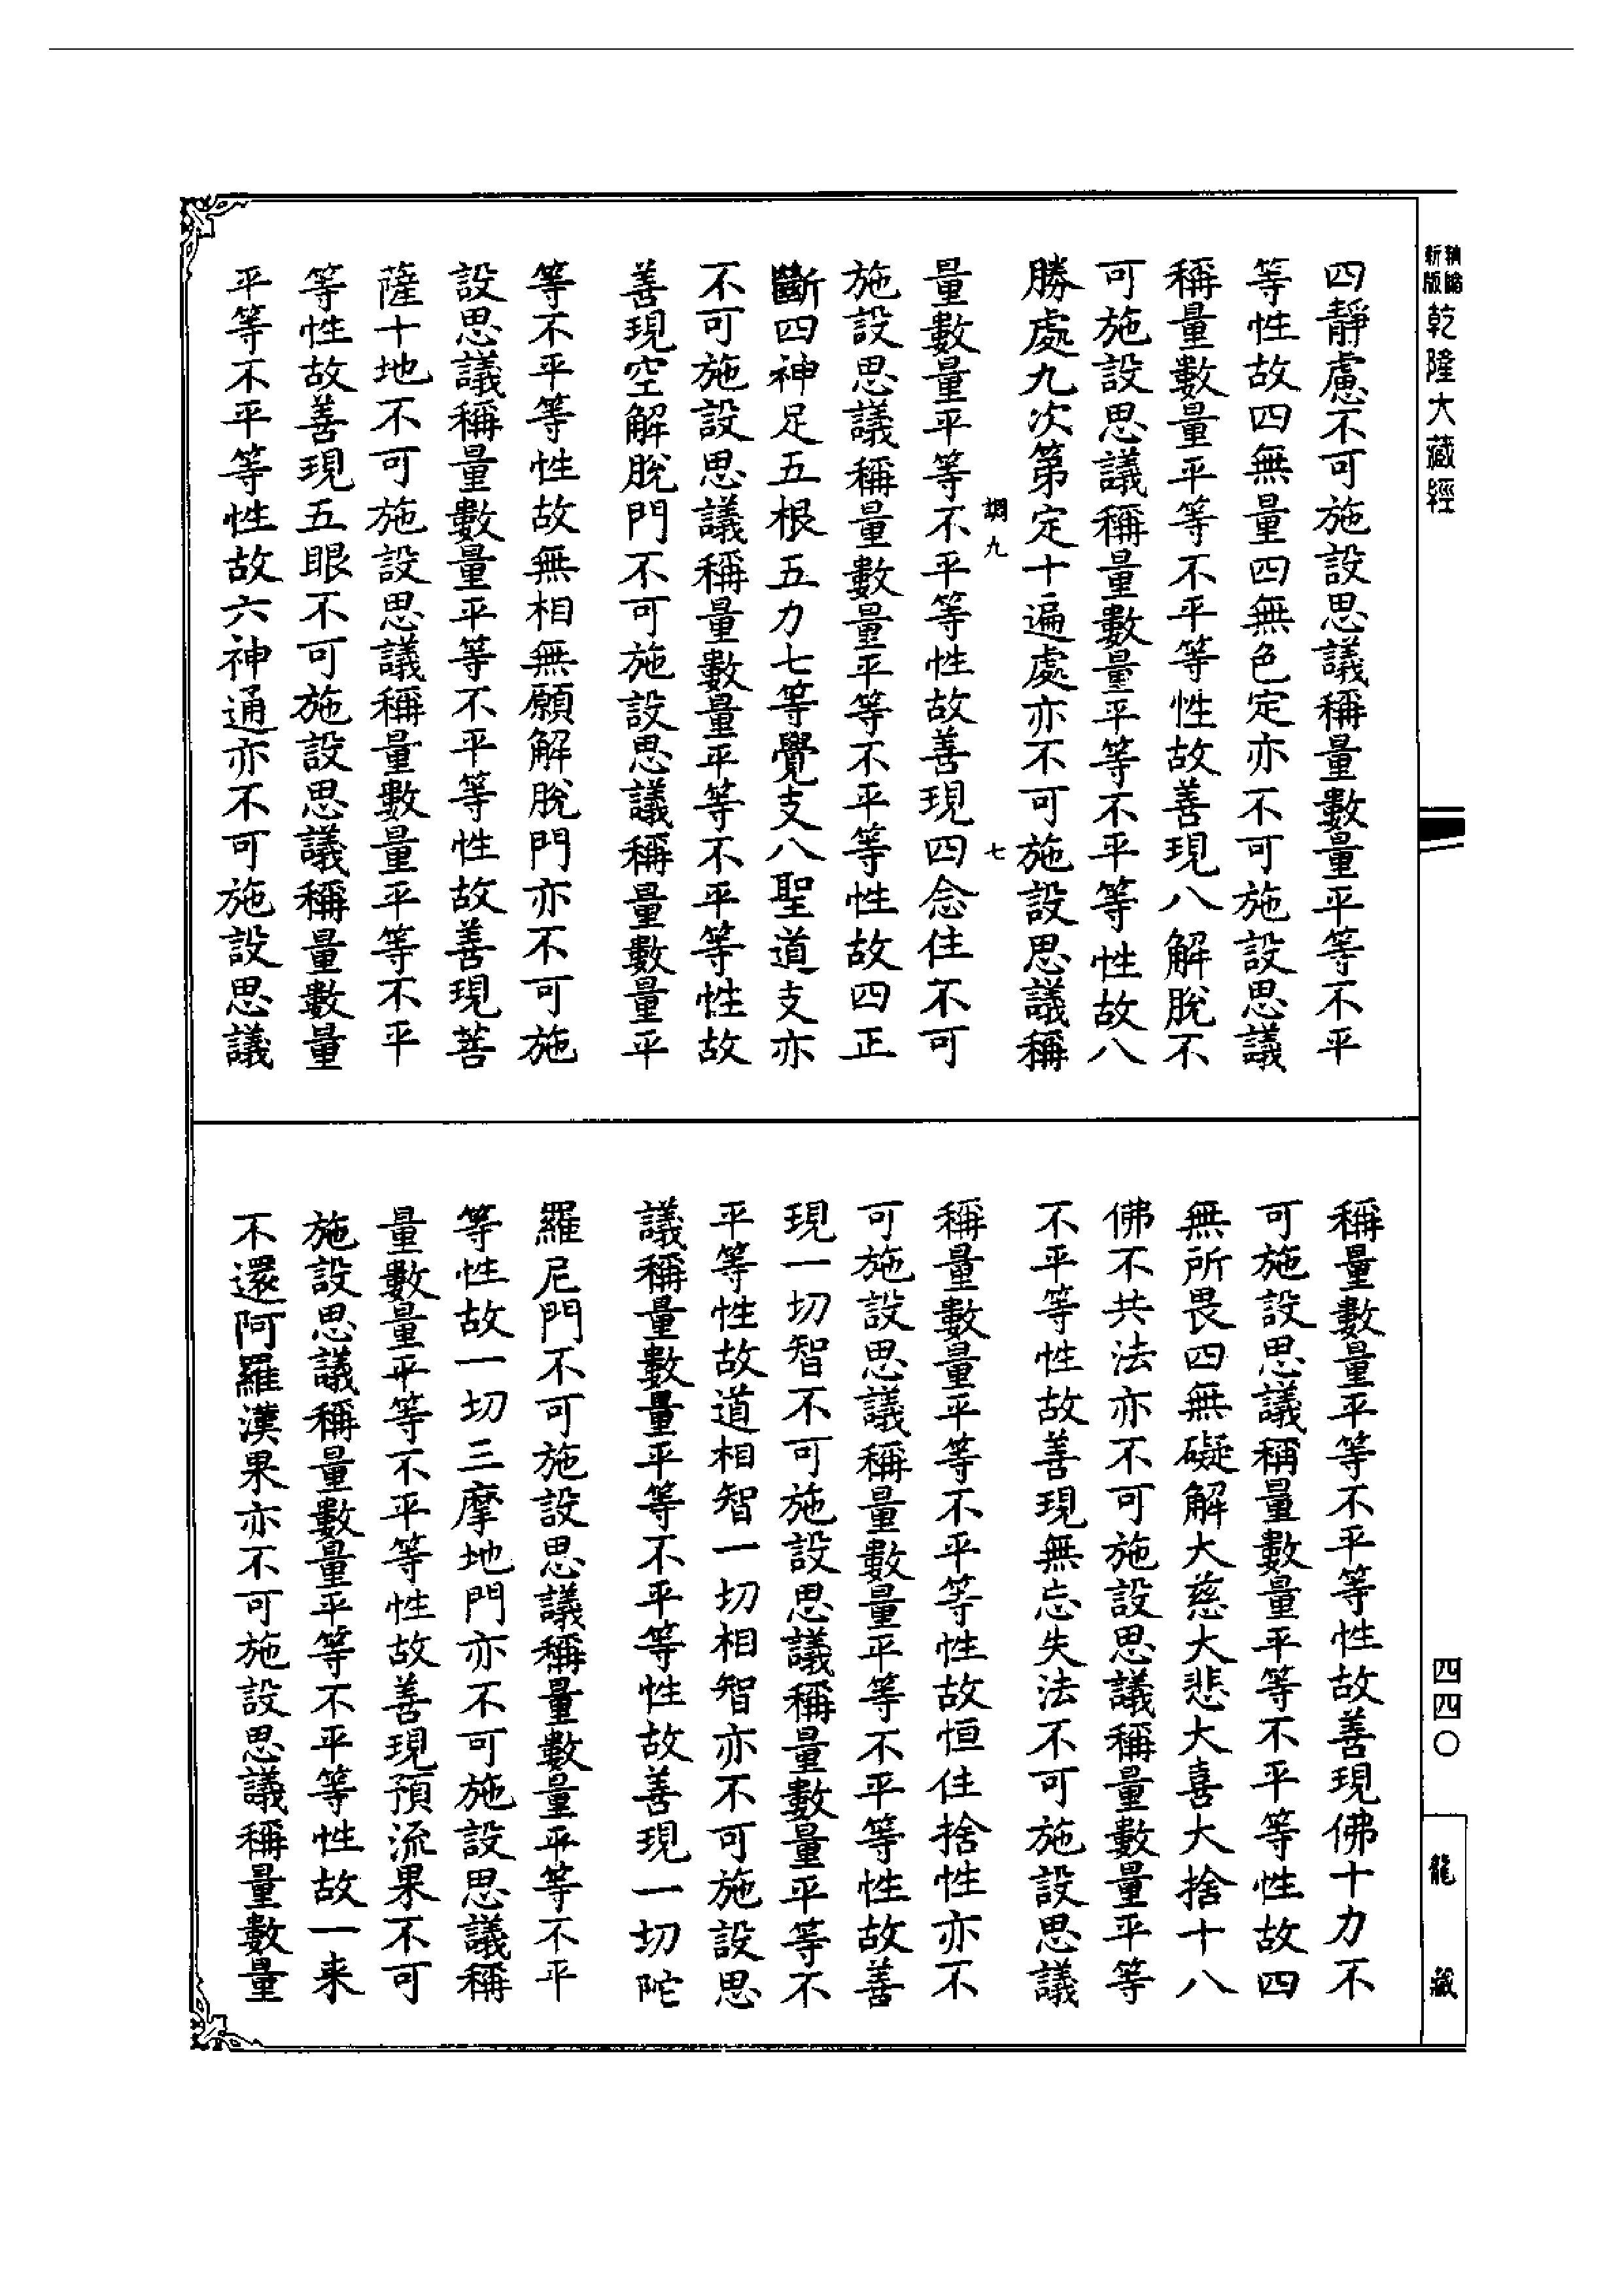 新版
精縮
乾隆大藏經
四靜慮不可施設思議稱量數量平等不平
等性故四無量四無色定亦不可施設思議
稱量數量平等不平等性故善現八解脫不
可施設思議稱量數量平等不平等性故八
勝處九次第定十遍處亦不可施設思議稱
調九 七
量數量平等不平等性故善現四念住不可
施設思議稱量數量平等不平等性故四正
斷四神足五根五力七等覺支八聖道支亦
不可施設思議稱量數量平等不平等性故
善現空解脫門不可施設思議稱量數量平
等不平等性故無相無願解脫門亦不可施
設思議稱量數量平等不平等性故善現菩
薩十地不可施設思議稱量數量平等不平
等性故善現五眼不可施設思議稱量數量
平等不平等性故六神通亦不可施設思議
稱量數量平等不平等性故善現佛十力不
可施設思議稱量數量平等不平等性故四
無所畏四無礙解大慈大悲大喜大捨十八
佛不共法亦不可施設思議稱量數量平等
不平等性故善現無忘失法不可施設思議
稱量數量平等不平等性故恒住捨性亦不
可施設思議稱量數量平等不平等性故善
現一切智不可施設思議稱量數量平等不
平等性故道相智一切相智亦不可施設思
議稱量數量平等不平等性故善現一切陀
羅尼門不可施設思議稱量數量平等不平
等性故一切三摩地門亦不可施設思議稱
量數量平等不平等性故善現預流果不可
施設思議稱量數量平等不平等性故一来
不還阿羅漢果亦不可施設思議稱量數量
四四〇
龍藏